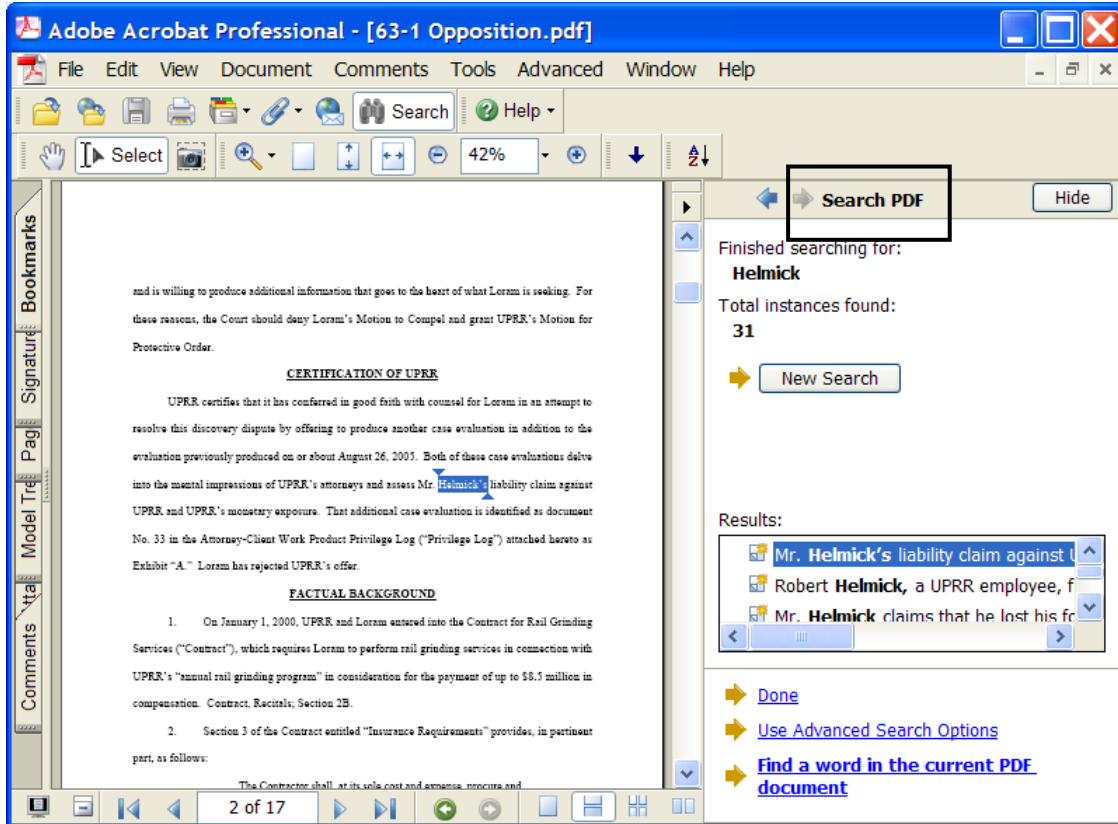 Adobe Acrobat Professional - [63-1 Opposition.pdf]
File Edit View Document Comments Tools Advanced Window Help
Search Help
Select 42%
Bookmarks
Signature
Pag
Model Tre
Comments
and is willing to produce additional information that goes to the heart of what Loram is seeking. For
these reasons, the Court should deny Loram's Motion to Compel and grant UPRR's Motion for
Protective Order.
CERTIFICATION OF UPRR
UPRR certifies that it has conferred in good faith with counsel for Loram in an attempt to
resolve this discovery dispute by offering to produce another case evaluation in addition to the
evaluation previously produced on or about August 26, 2005. Both of these case evaluations delve
into the mental impressions of UPRR's attorneys and assess Mr. Helmick's liability claim against
UPRR and UPRR's monetary exposure. That additional case evaluation is identified as document
No. 33 in the Attorney-Client Work Product Privilege Log ("Privilege Log") attached hereto as
Exhibit "A." Loram has rejected UPRR's offer.
FACTUAL BACKGROUND
1. On January 1, 2000, UPRR and Loram entered into the Contract for Rail Grinding
Services ("Contract"), which requires Loram to perform rail grinding services in connection with
UPRR's "annual rail grinding program" in consideration for the payment of up to $8.5 million in
compensation. Contract, Recitals; Section 2B.
2. Section 3 of the Contract entitled "Insurance Requirements" provides, in pertinent
part, as follows:
The Contractor shall, at its sole cost and expense, procure and
2 of 17
Search PDF Hide
Finished searching for:
Helmick
Total instances found:
31
New Search
Results:
Mr. Helmick's liability claim against U
Robert Helmick, a UPRR employee, f
Mr. Helmick claims that he lost his fo
Done
Use Advanced Search Options
Find a word in the current PDF
document